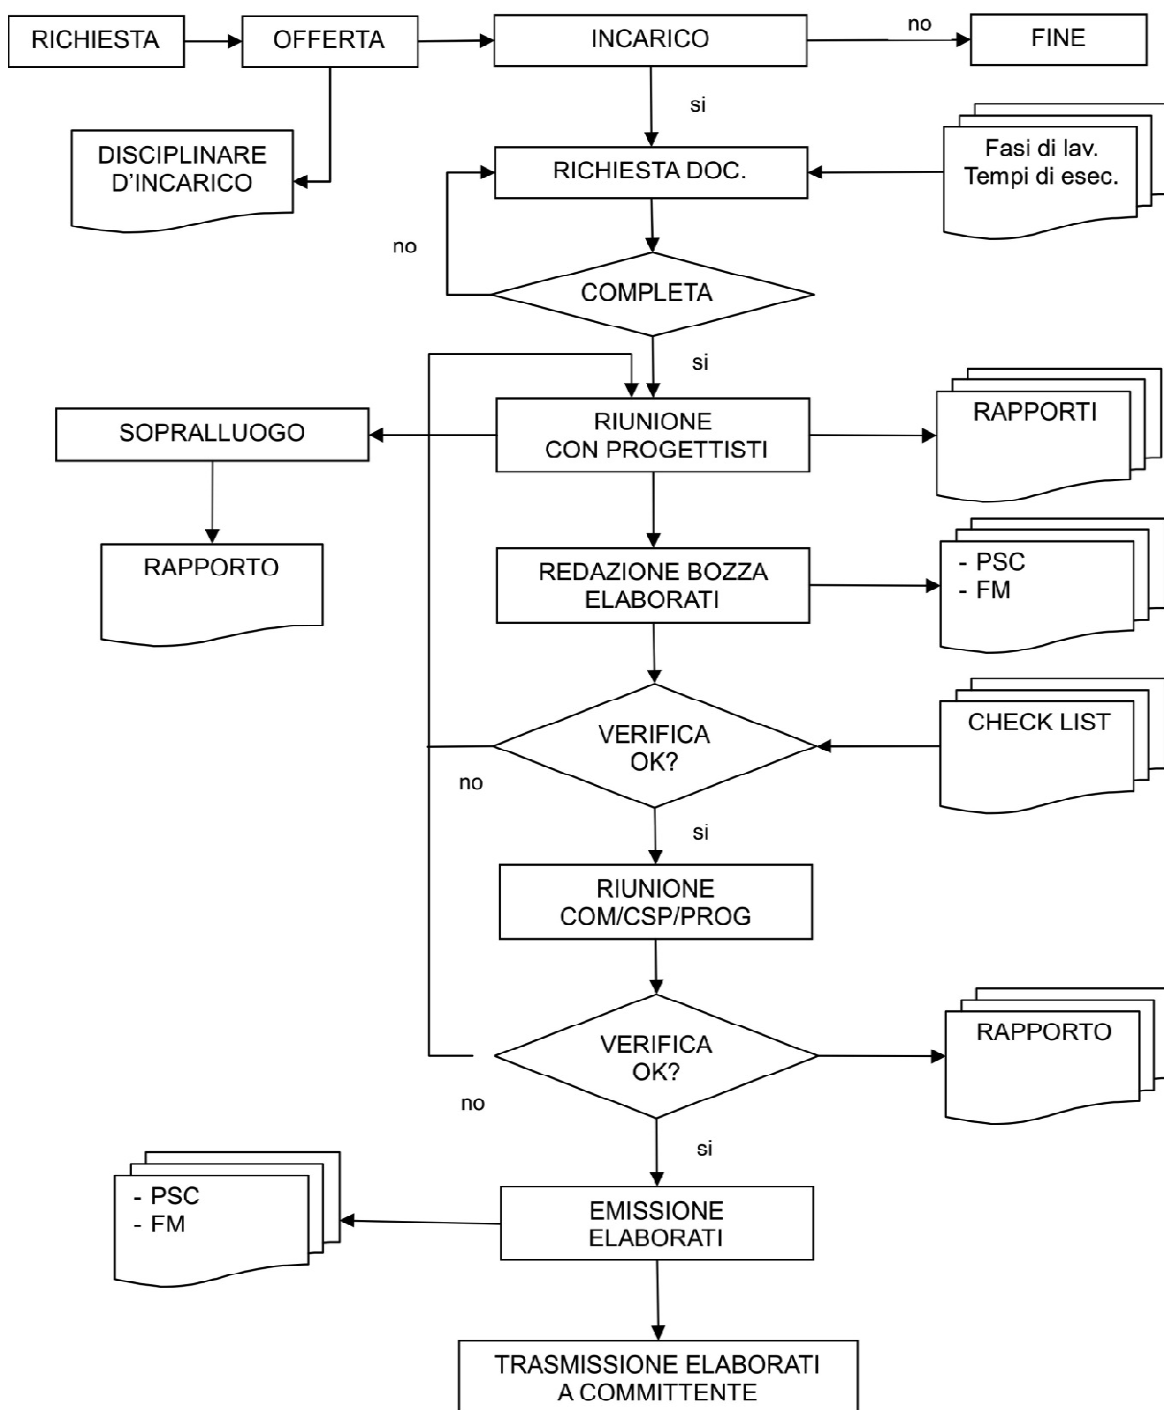 RICHIESTA
OFFERTA
INCARICO
no
FINE
si
DISCIPLINARE
D'INCARICO
RICHIESTA DOC.
Fasi di lav.
Tempi di esec.
no
COMPLETA
si
SOPRALLUOGO
RIUNIONE
CON PROGETTISTI
RAPPORTI
RAPPORTO
REDAZIONE BOZZA
ELABORATI
- PSC
- FM
VERIFICA
OK?
CHECK LIST
no
si
RIUNIONE
COM/CSP/PROG
VERIFICA
OK?
RAPPORTO
no
si
- PSC
- FM
EMISSIONE
ELABORATI
TRASMISSIONE ELABORATI
A COMMITTENTE